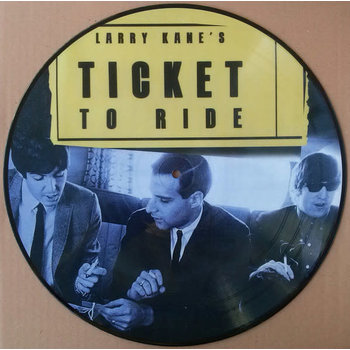 LARRY KANE'S
TICKET
TO RIDE